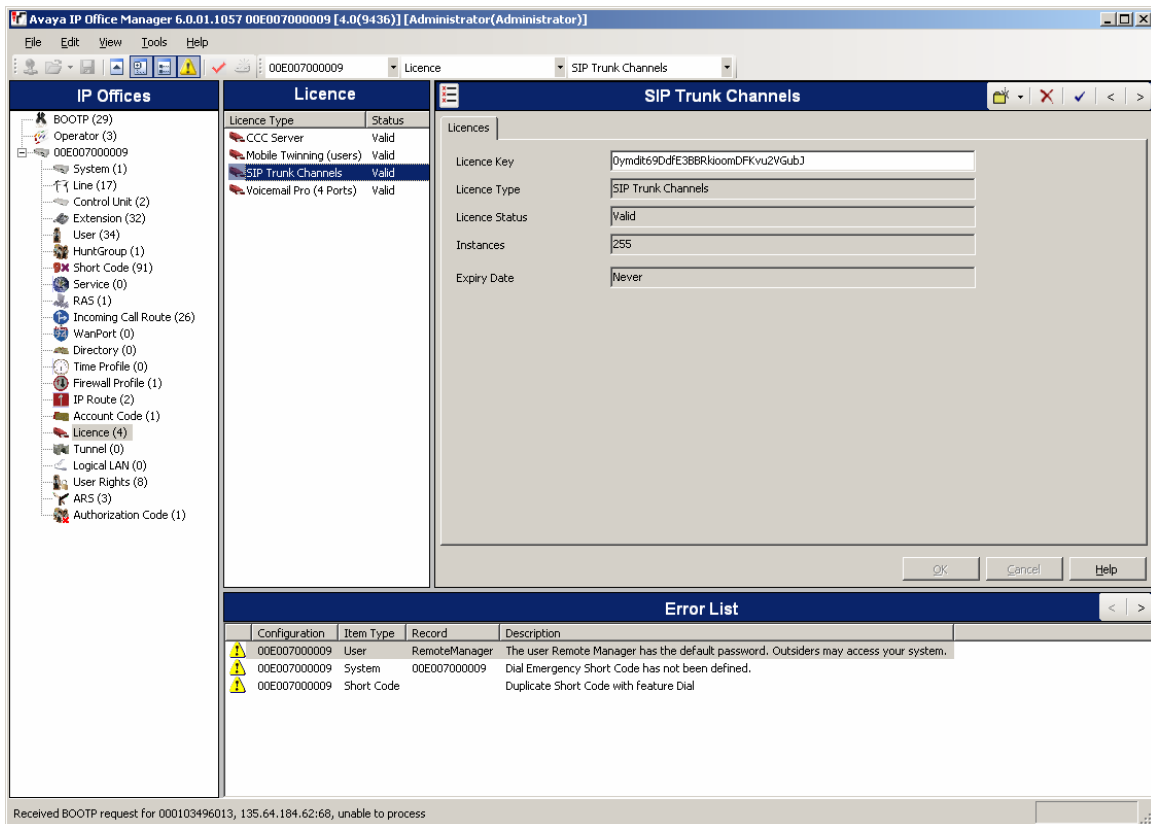 Avaya IP Office Manager 6.0.01.1057 00E007000009 [4.0(9436)] [Administrator(Administrator)]
File Edit View Tools Help
00E007000009 Licence SIP Trunk Channels
IP Offices
BOOTP (29)
Operator (3)
00E007000009
System (1)
Line (17)
Control Unit (2)
Extension (32)
User (34)
HuntGroup (1)
Short Code (91)
Service (0)
RAS (1)
Incoming Call Route (26)
WanPort (0)
Directory (0)
Time Profile (0)
Firewall Profile (1)
IP Route (2)
Account Code (1)
Licence (4)
Tunnel (0)
Logical LAN (0)
User Rights (8)
ARS (3)
Authorization Code (1)
Licence
Licence Type Status
CCC Server Valid
Mobile Twinning (users) Valid
SIP Trunk Channels Valid
Voicemail Pro (4 Ports) Valid
SIP Trunk Channels
Licences
Licence Key 0ymdit69DdfE3BBRkioomDFKvu2VGubJ
Licence Type SIP Trunk Channels
Licence Status Valid
Instances 255
Expiry Date Never
OK Cancel Help
Error List
Configuration Item Type Record Description
00E007000009 User RemoteManager The user Remote Manager has the default password. Outsiders may access your system.
00E007000009 System 00E007000009 Dial Emergency Short Code has not been defined.
00E007000009 Short Code Duplicate Short Code with feature Dial
Received BOOTP request for 000103496013, 135.64.184.62:68, unable to process